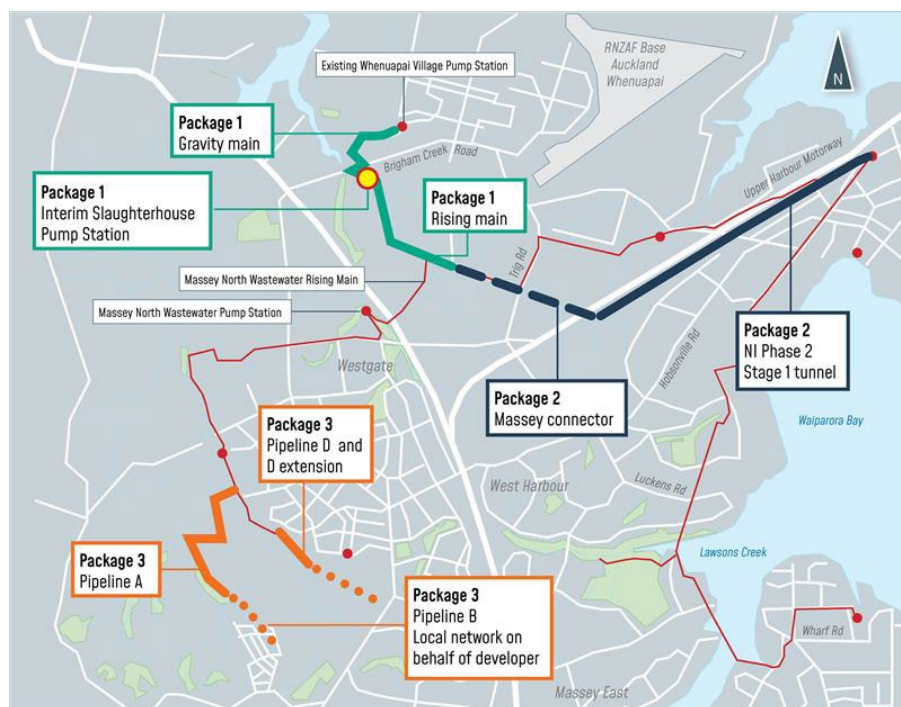 RNZAF Base
Auckland
Whenuapai
N
Existing Whenuapai Village Pump Station
Package 1
Gravity main
Brigham Creek Road
Upper Harbour Motorway
Package 1
Interim Slaughterhouse
Pump Station
Package 1
Rising main
Trig Rd
Massey North Wastewater Rising Main
Massey North Wastewater Pump Station
Hobsonville Rd
Package 2
NI Phase 2
Stage 1 tunnel
Westgate
Package 2
Massey connector
Package 3
Pipeline D and
D extension
Waiparora Bay
West Harbour
Luckens Rd
Package 3
Pipeline A
Lawsons Creek
Package 3
Pipeline B
Local network on
behalf of developer
Wharf Rd
Massey East